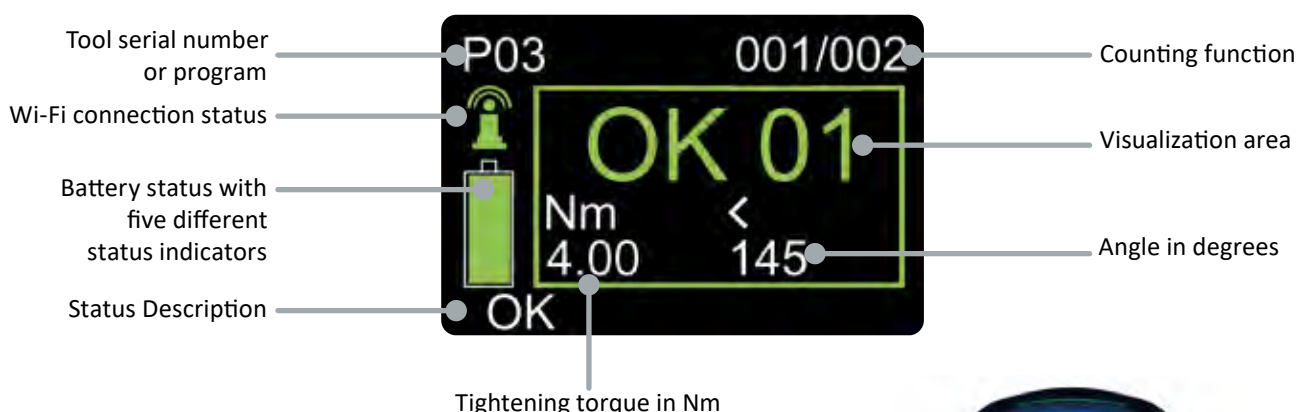 Tool serial number
or program
Wi-Fi connection status
Battery status with
five different
status indicators
Status Description
P03
001/002
OK 01
Nm
<
4.00
145
OK
Counting function
Visualization area
Angle in degrees
Tightening torque in Nm